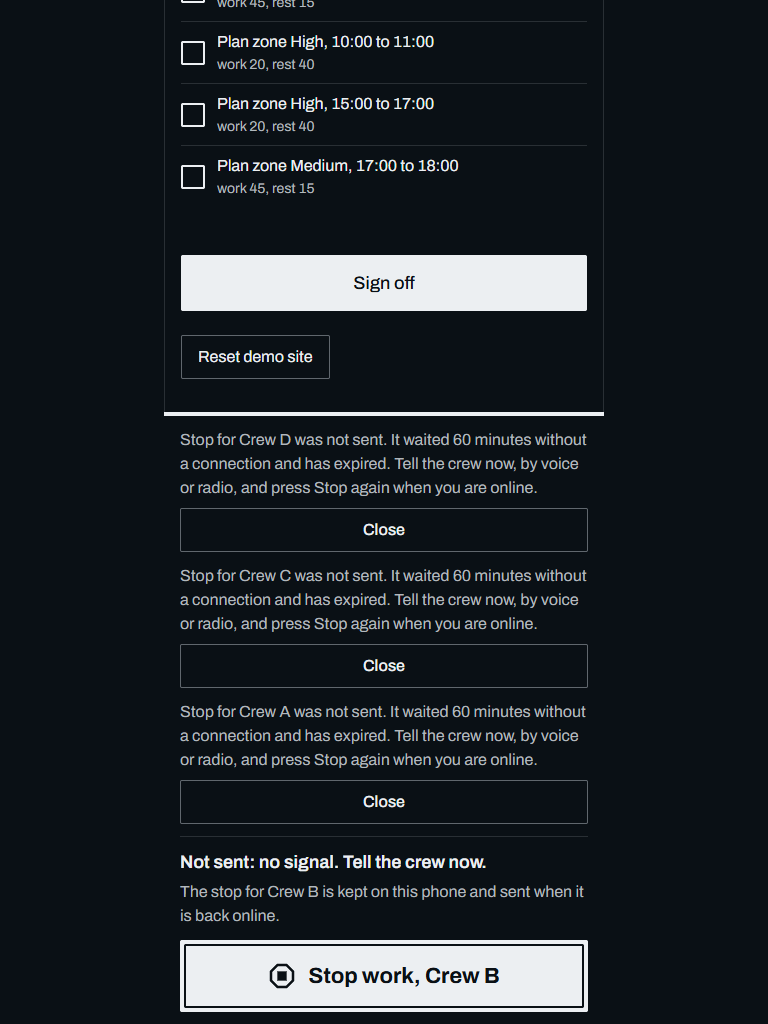 work 45, rest 15
Plan zone High, 10:00 to 11:00
work 20, rest 40
Plan zone High, 15:00 to 17:00
work 20, rest 40
Plan zone Medium, 17:00 to 18:00
work 45, rest 15
Sign off
Reset demo site
Stop for Crew D was not sent. It waited 60 minutes without
a connection and has expired. Tell the crew now, by voice
or radio, and press Stop again when you are online.
Close
Stop for Crew C was not sent. It waited 60 minutes without
a connection and has expired. Tell the crew now, by voice
or radio, and press Stop again when you are online.
Close
Stop for Crew A was not sent. It waited 60 minutes without
a connection and has expired. Tell the crew now, by voice
or radio, and press Stop again when you are online.
Close
Not sent: no signal. Tell the crew now.
The stop for Crew B is kept on this phone and sent when it
is back online.
Stop work, Crew B